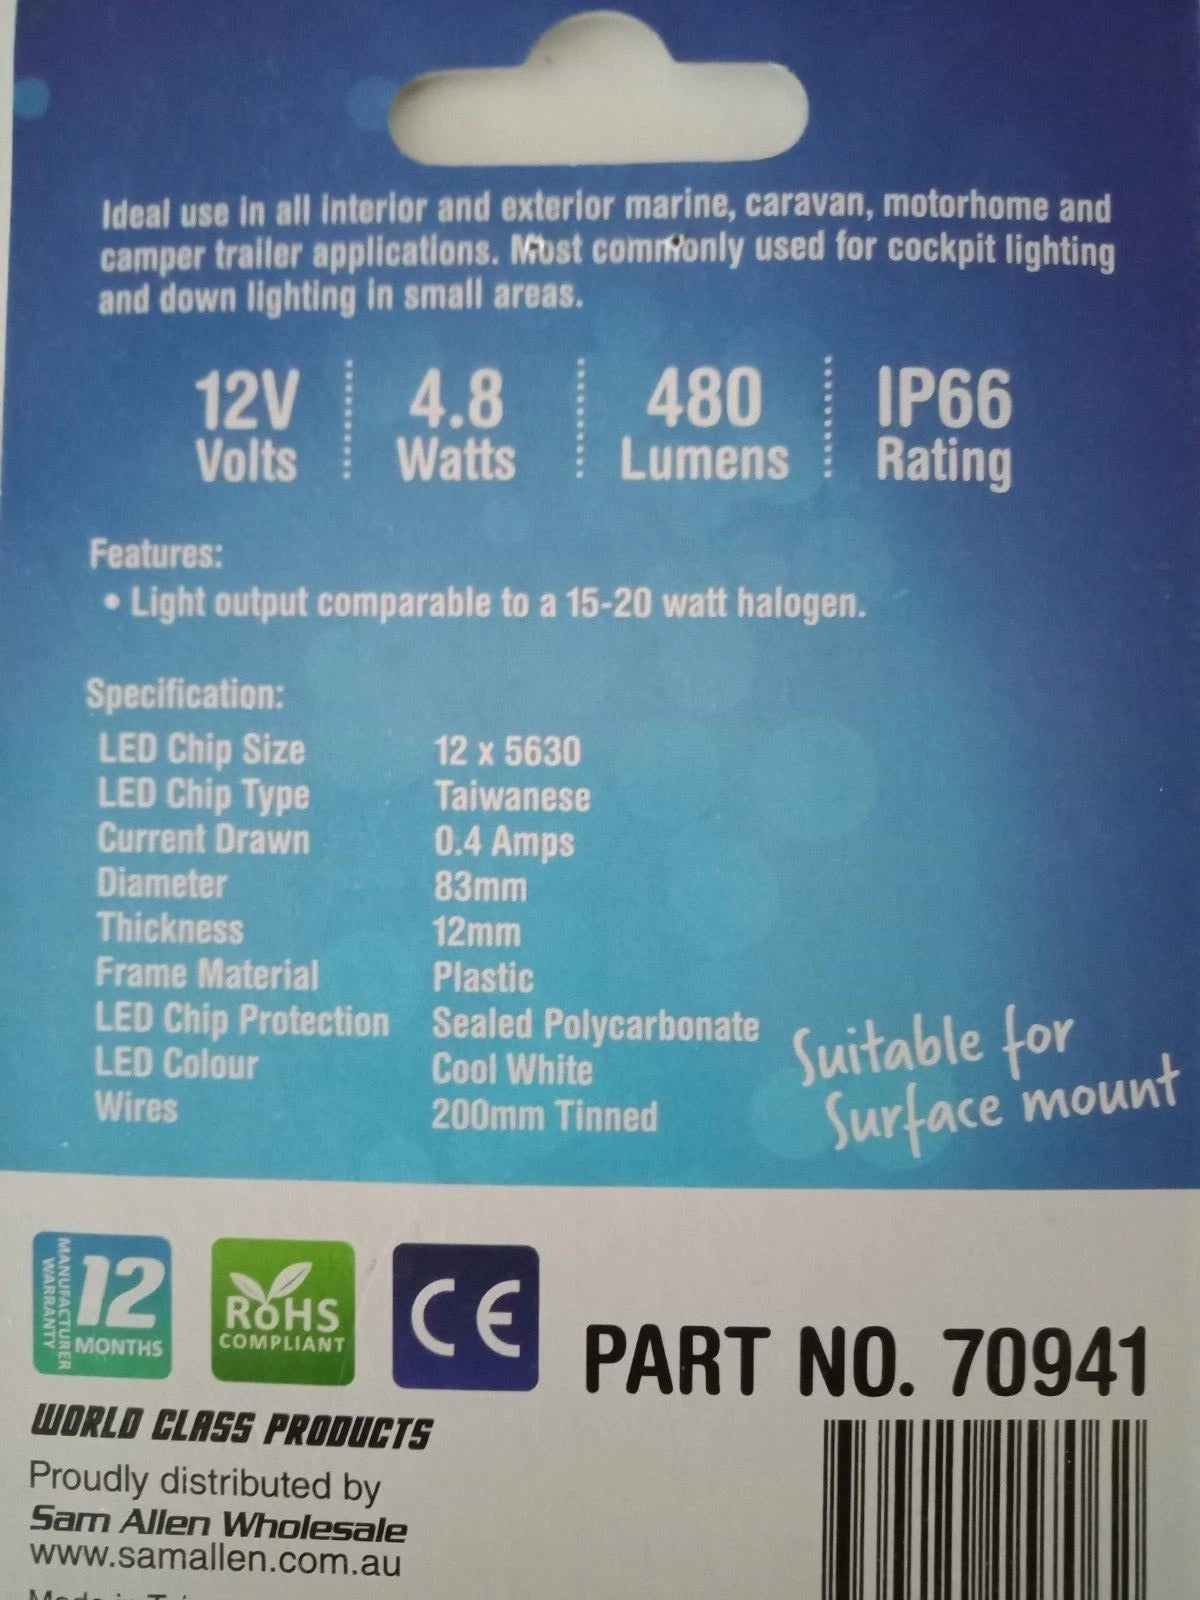 Ideal use in all interior and exterior marine, caravan, motorhome and
camper trailer applications. Most commonly used for cockpit lighting
and down lighting in small areas.
12V Volts
4.8 Watts
480 Lumens
IP66 Rating
Features:
• Light output comparable to a 15-20 watt halogen.
Specification:
LED Chip Size 12 x 5630
LED Chip Type Taiwanese
Current Drawn 0.4 Amps
Diameter 83mm
Thickness 12mm
Frame Material Plastic
LED Chip Protection Sealed Polycarbonate
LED Colour Cool White
Wires 200mm Tinned
Suitable for
Surface mount
MANUFACTURER
WARRANTY
12
MONTHS
RoHS
COMPLIANT
CE
PART NO. 70941
WORLD CLASS PRODUCTS
Proudly distributed by
Sam Allen Wholesale
www.samallen.com.au
Made in